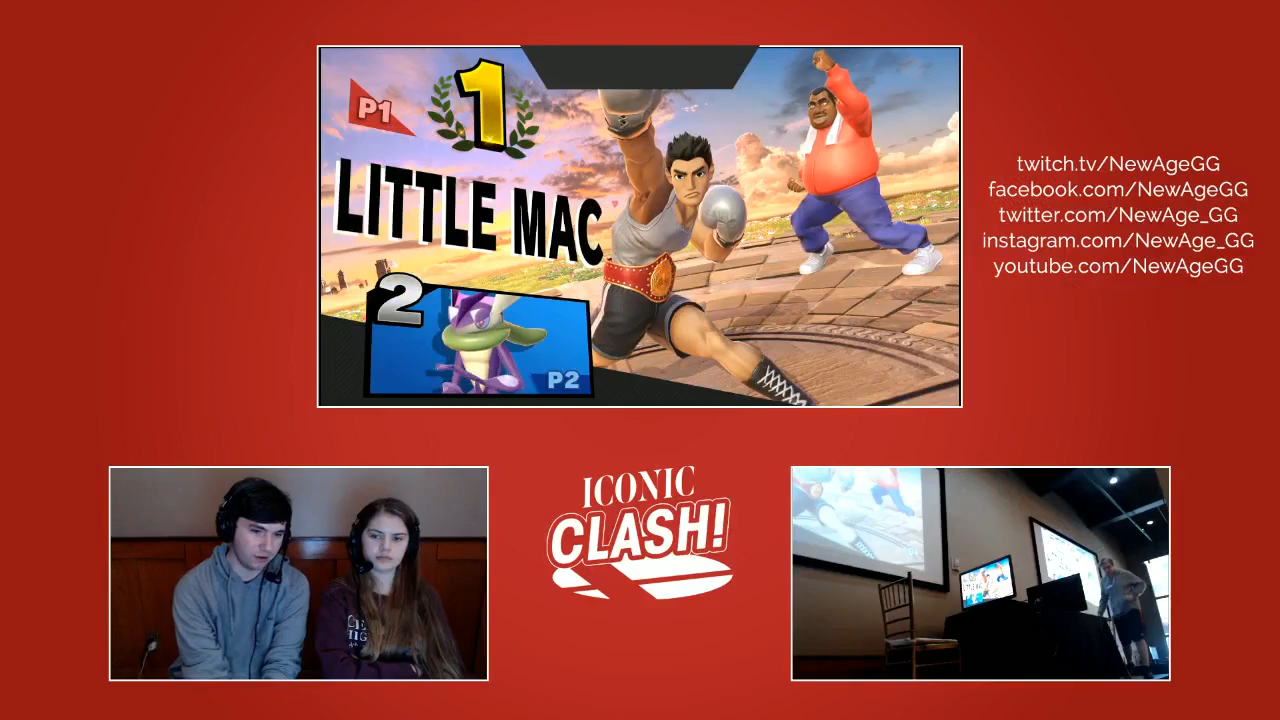 P1
1
LITTLE MAC
2
P2
twitch.tv/NewAgeGG
facebook.com/NewAgeGG
twitter.com/NewAge_GG
instagram.com/NewAge_GG
youtube.com/NewAgeGG
ICONIC
CLASH!